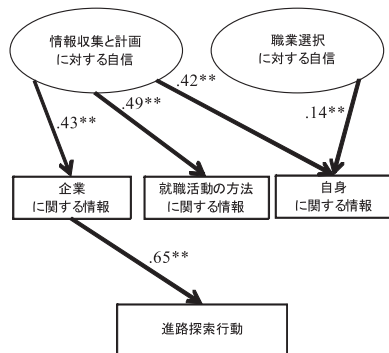 情報収集と計画
に対する自信
職業選択
に対する自信
.43**
.49**
.42**
.14**
企業
に関する情報
就職活動の方法
に関する情報
自身
に関する情報
.65**
進路探索行動